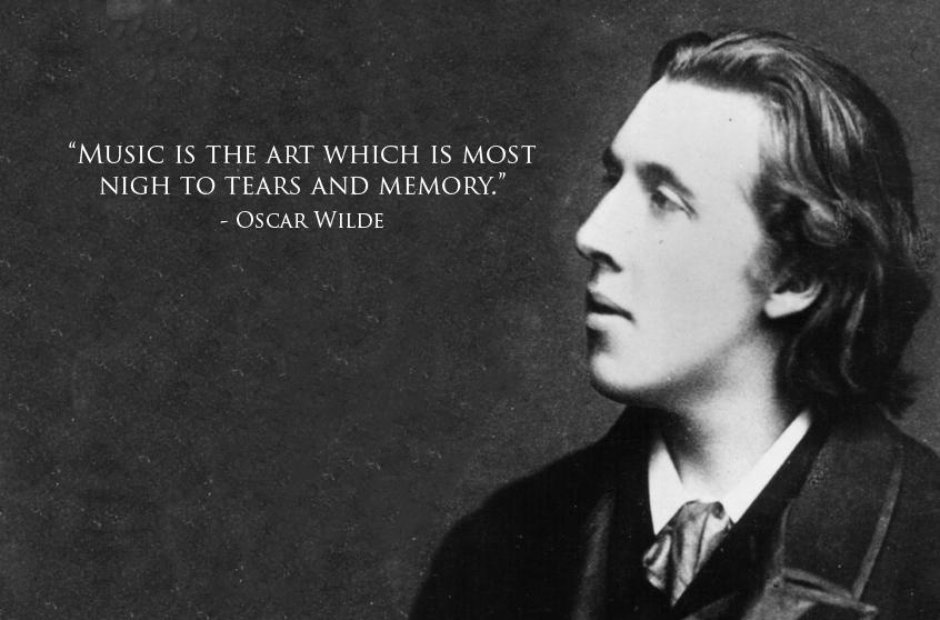 “Music is the art which is most
nigh to tears and memory.”
- Oscar Wilde